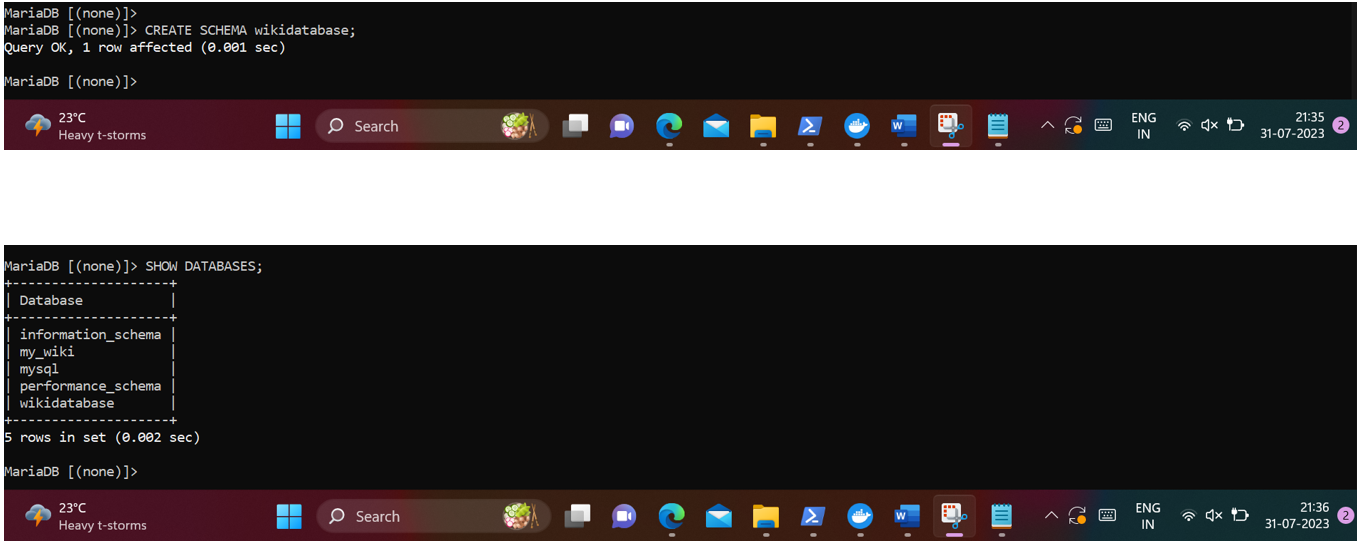 MariaDB [(none)]>
MariaDB [(none)]> CREATE SCHEMA wikidatabase;
Query OK, 1 row affected (0.001 sec)
MariaDB [(none)]>
23°C
Heavy t-storms
Search
W
ENG
IN
21:35
31-07-2023
2
MariaDB [(none)]> SHOW DATABASES;
+--------------------+
| Database           |
+--------------------+
| information_schema |
| my_wiki            |
| mysql              |
| performance_schema |
| wikidatabase       |
+--------------------+
5 rows in set (0.002 sec)
MariaDB [(none)]>
23°C
Heavy t-storms
Search
W
ENG
IN
21:36
31-07-2023
2